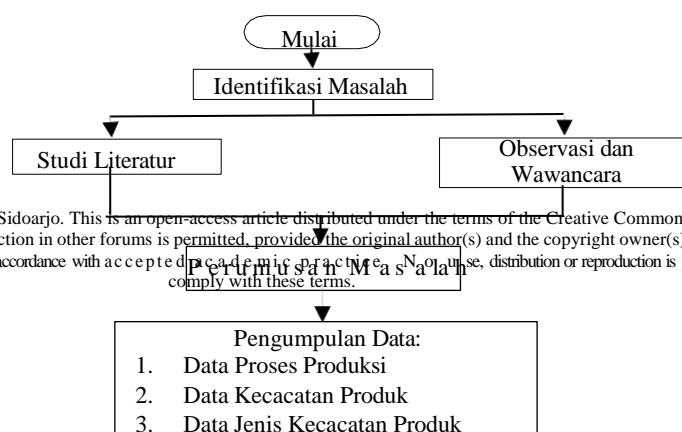 Mulai
Identifikasi Masalah
Studi Literatur
Observasi dan
Wawancara
Sidoarjo. This is an open-access article distributed under the terms of the Creative Common
ction in other forums is permitted, provided the original author(s) and the copyright owner(s)
accordance with accepted academic practice. No use, distribution or reproduction is
Perumusan Masalah
comply with these terms.
Pengumpulan Data:
1. Data Proses Produksi
2. Data Kecacatan Produk
3. Data Jenis Kecacatan Produk